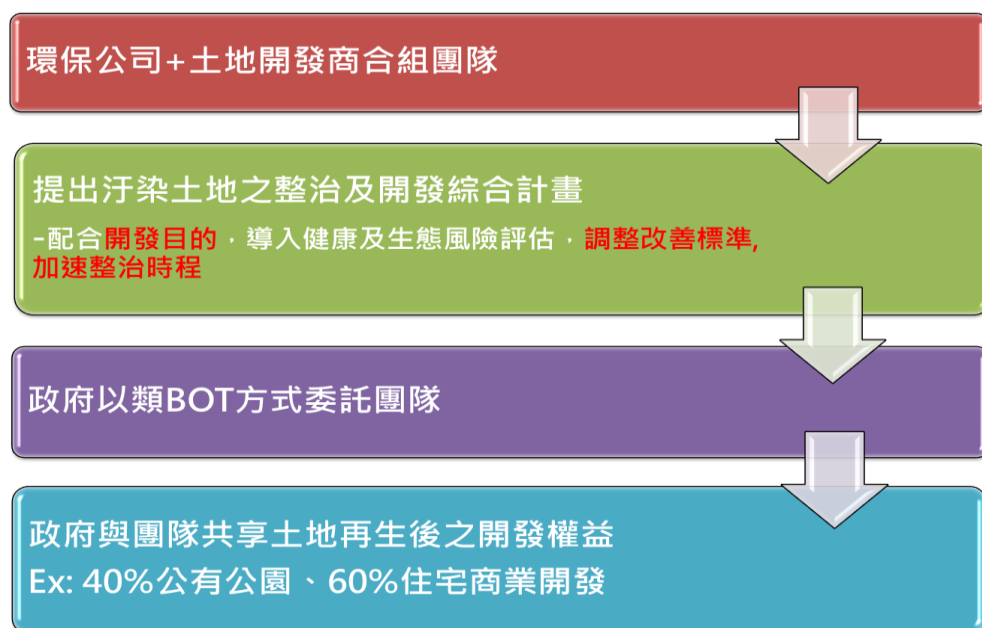 環保公司+土地開發商合組團隊
提出汙染土地之整治及開發綜合計畫
-配合開發目的，導入健康及生態風險評估，調整改善標準,
加速整治時程
政府以類BOT方式委託團隊
政府與團隊共享土地再生後之開發權益
Ex: 40%公有公園、60%住宅商業開發